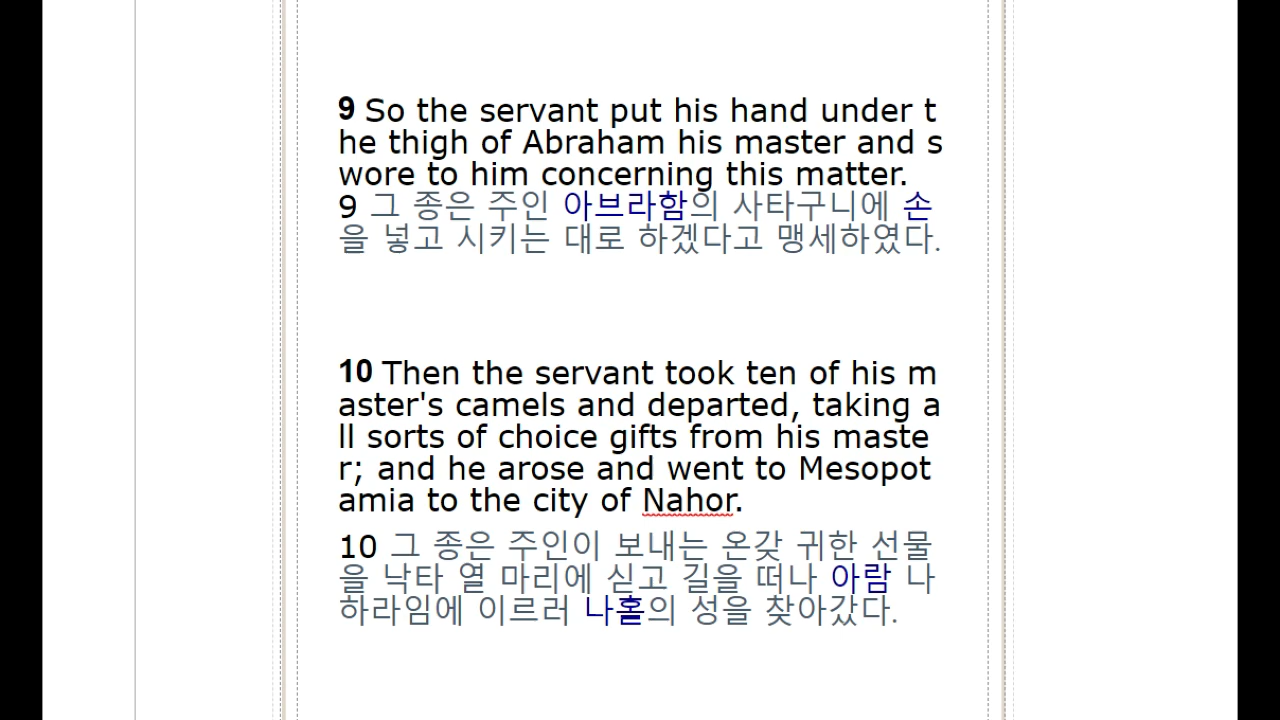 9 So the servant put his hand under t
he thigh of Abraham his master and s
wore to him concerning this matter.
9 그 종은 주인 아브라함의 사타구니에 손
을 넣고 시키는 대로 하겠다고 맹세하였다.
10 Then the servant took ten of his m
aster's camels and departed, taking a
ll sorts of choice gifts from his maste
r; and he arose and went to Mesopot
amia to the city of Nahor.
10 그 종은 주인이 보내는 온갖 귀한 선물
을 낙타 열 마리에 싣고 길을 떠나 아람 나
하라임에 이르러 나홀의 성을 찾아갔다.